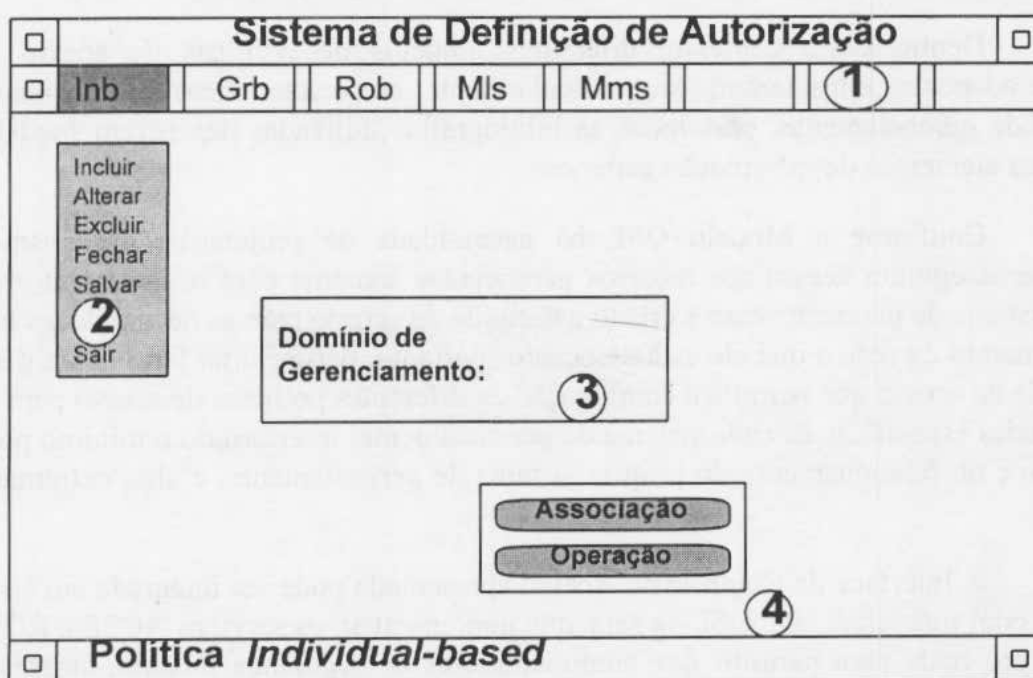 Sistema de Definição de Autorização
Inb Grb Rob Mls Mms 1
Incluir
Alterar
Excluir
Fechar
Salvar
2
Sair
Domínio de
Gerenciamento:
3
Associação
Operação
4
Política Individual-based